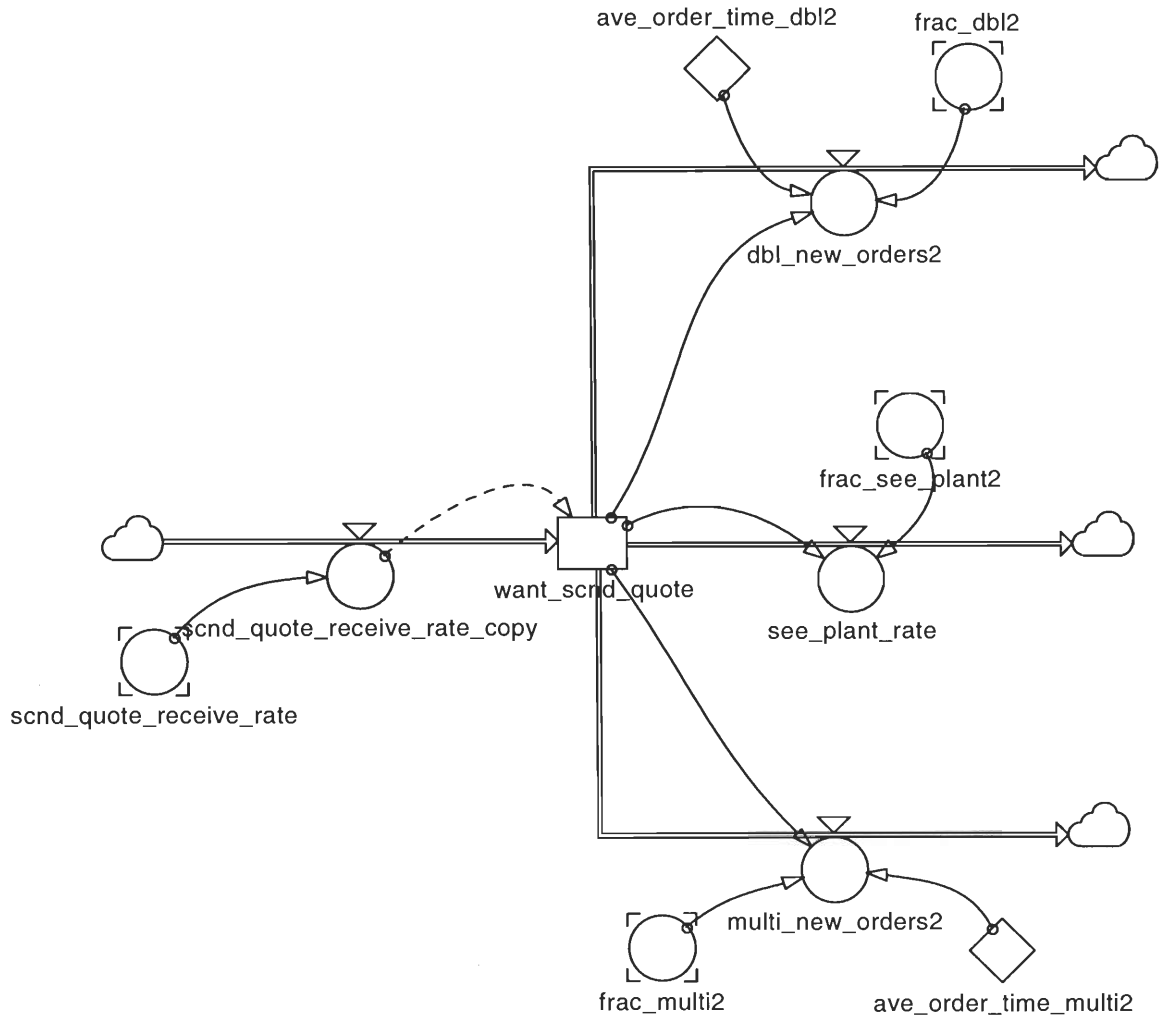 ave_order_time_dbl2
frac_dbl2
dbl_new_orders2
frac_see_plant2
want_scnd_quote
scnd_quote_receive_rate_copy
see_plant_rate
scnd_quote_receive_rate
multi_new_orders2
frac_multi2
ave_order_time_multi2